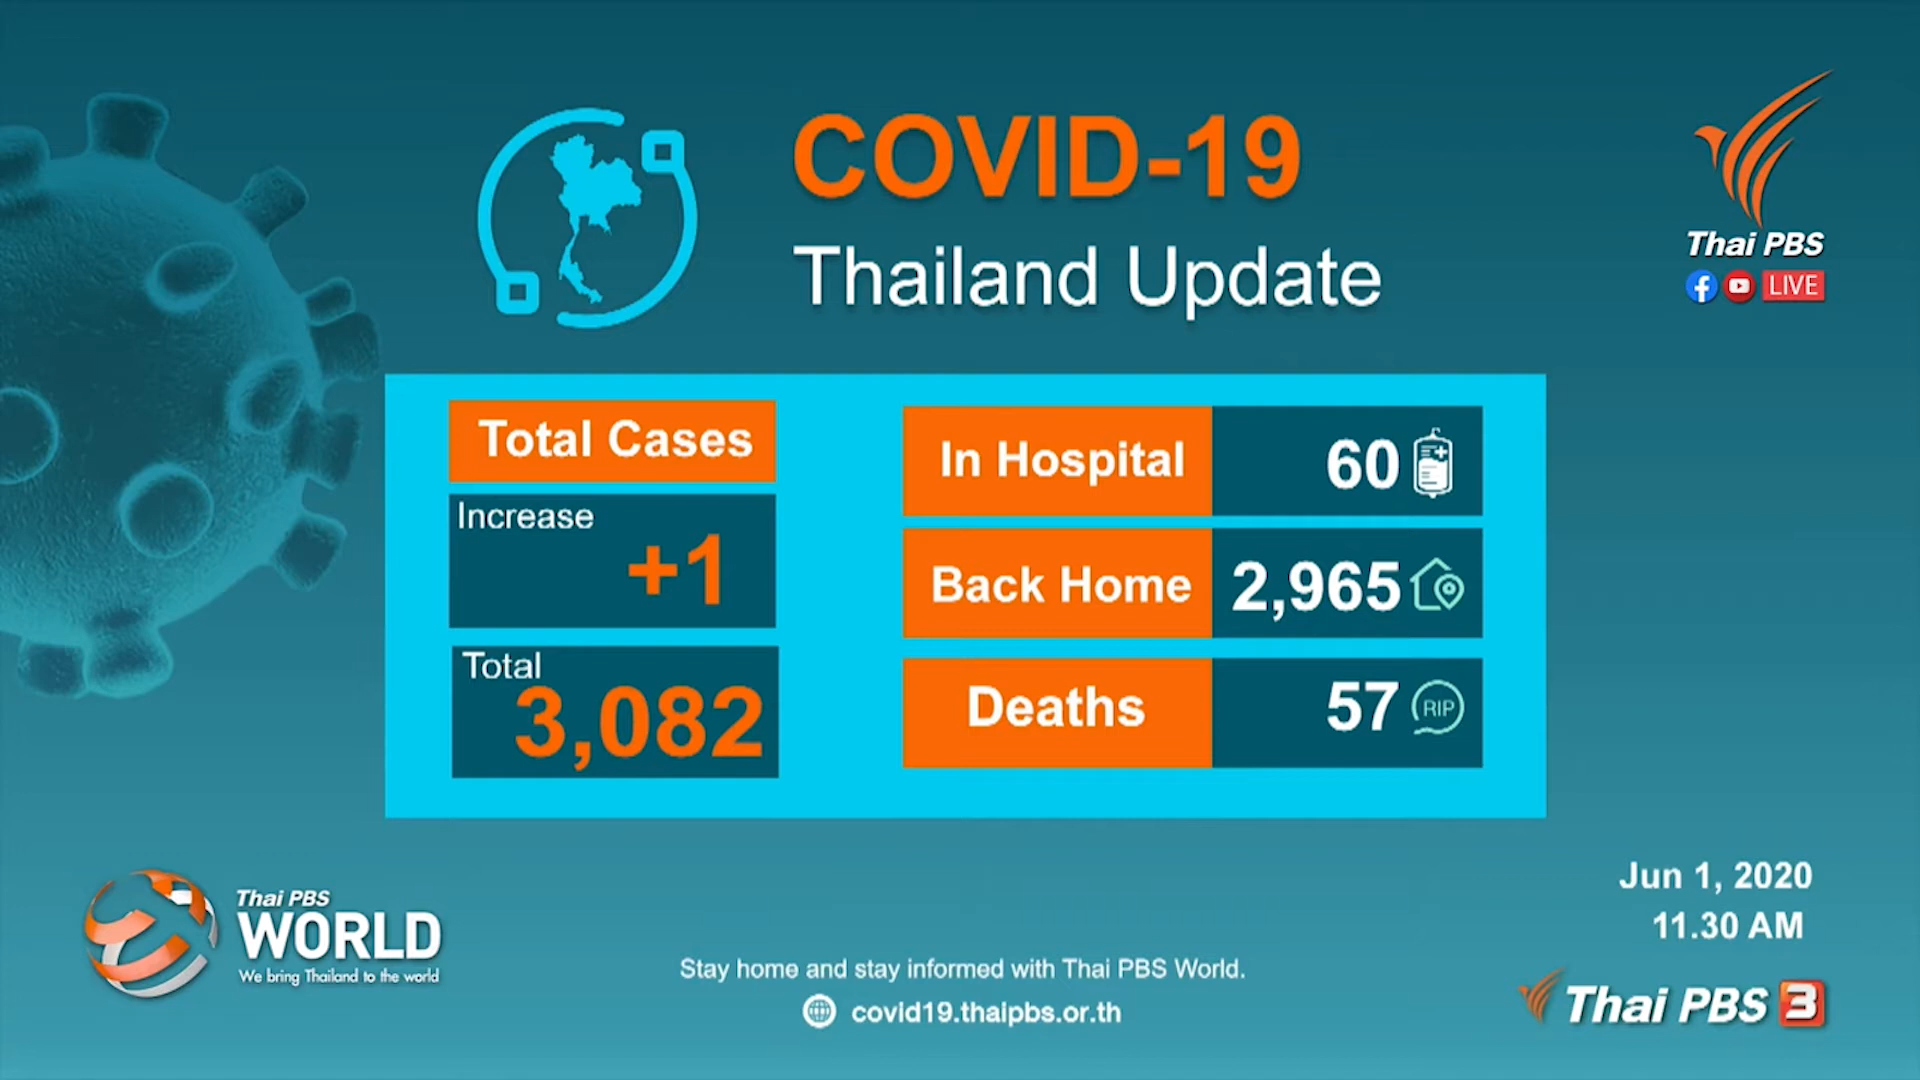 COVID-19
Thailand Update
Thai PBS
LIVE
Total Cases
Increase
+1
Total
3,082
In Hospital
60
Back Home
2,965
Deaths
57
RIP
Thai PBS
WORLD
We bring Thailand to the world
Stay home and stay informed with Thai PBS World.
covid19.thaipbs.or.th
Jun 1, 2020
11.30 AM
Thai PBS 3